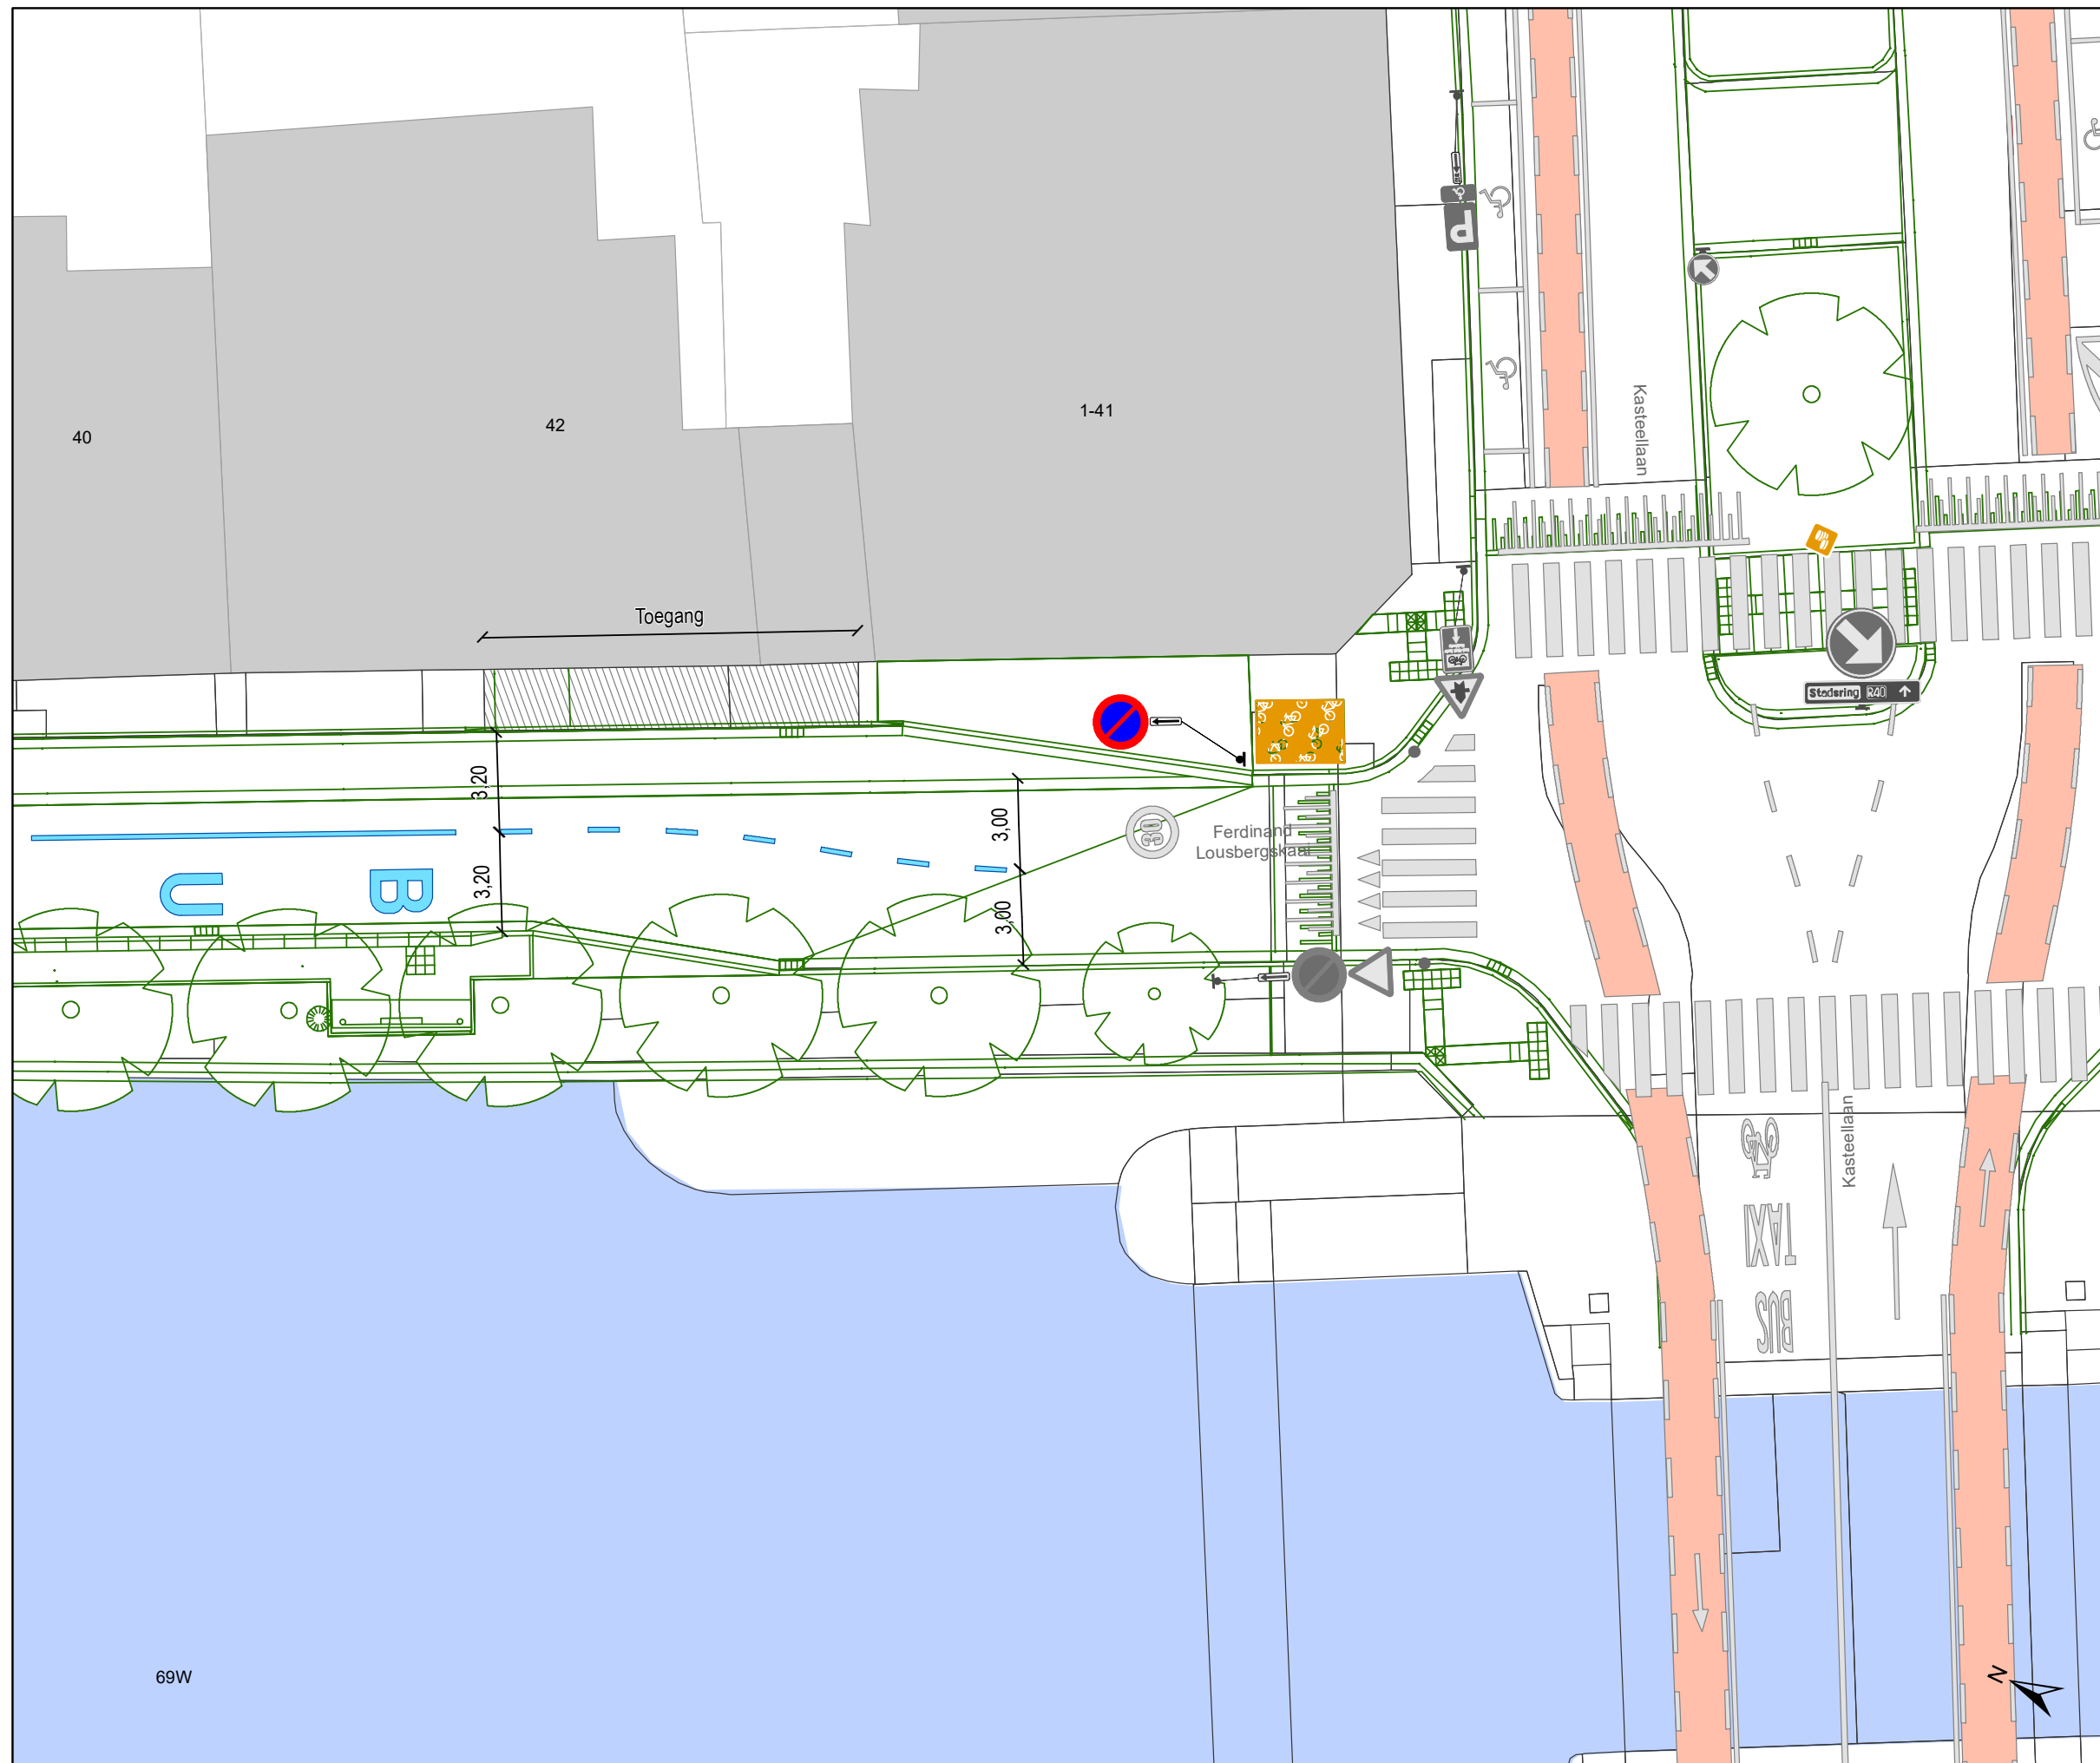 40
42
1-41
Toegang
P
Kasteellaan
Stadsring R40
3,20
3,20
3,00
3,00
30
Ferdinand
Lousbergskaai
U
B
Kasteellaan
TAXI
BUS
69W
N